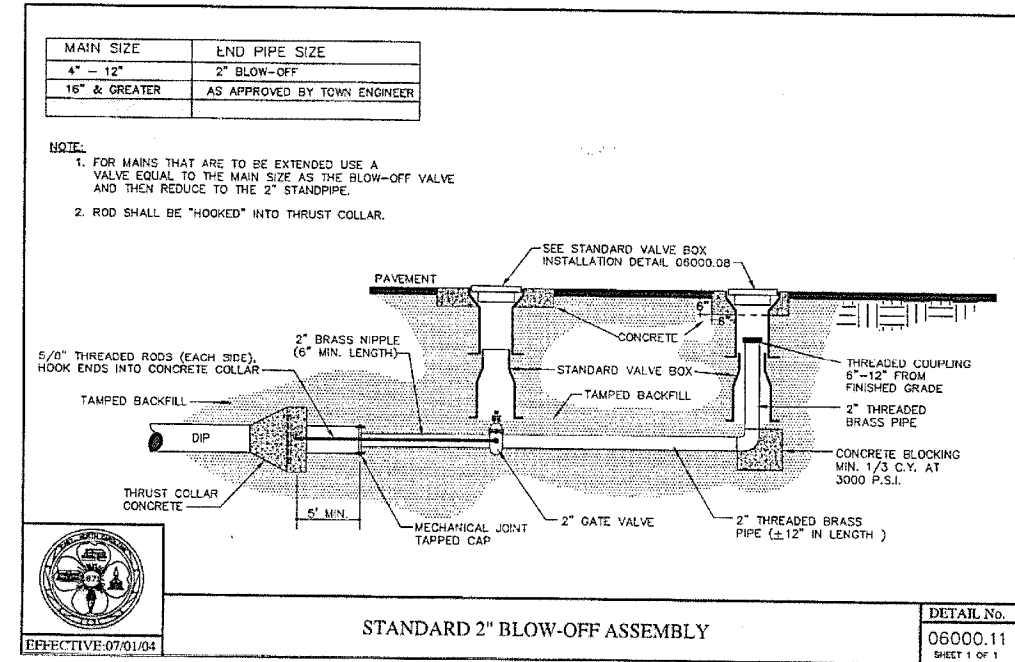 MAIN SIZE END PIPE SIZE
4" - 12" 2" BLOW-OFF
16" & GREATER AS APPROVED BY TOWN ENGINEER
NOTE:
1. FOR MAINS THAT ARE TO BE EXTENDED USE A
VALVE EQUAL TO THE MAIN SIZE AS THE BLOW-OFF VALVE
AND THEN REDUCE TO THE 2" STANDPIPE.
2. ROD SHALL BE "HOOKED" INTO THRUST COLLAR.
SEE STANDARD VALVE BOX
INSTALLATION DETAIL 06000.08
PAVEMENT
6"
6"
CONCRETE
2" BRASS NIPPLE
(6" MIN. LENGTH)
5/8" THREADED RODS (EACH SIDE),
HOOK ENDS INTO CONCRETE COLLAR
STANDARD VALVE BOX
THREADED COUPLING
6"-12" FROM
FINISHED GRADE
TAMPED BACKFILL
TAMPED BACKFILL
2" THREADED
BRASS PIPE
DIP
CONCRETE BLOCKING
MIN. 1/3 C.Y. AT
3000 P.S.I.
THRUST COLLAR
CONCRETE
5' MIN.
MECHANICAL JOINT
TAPPED CAP
2" GATE VALVE
2" THREADED BRASS
PIPE (±12" IN LENGTH )
1871
EFFECTIVE:07/01/04
STANDARD 2" BLOW-OFF ASSEMBLY
DETAIL No.
06000.11
SHEET 1 OF 1